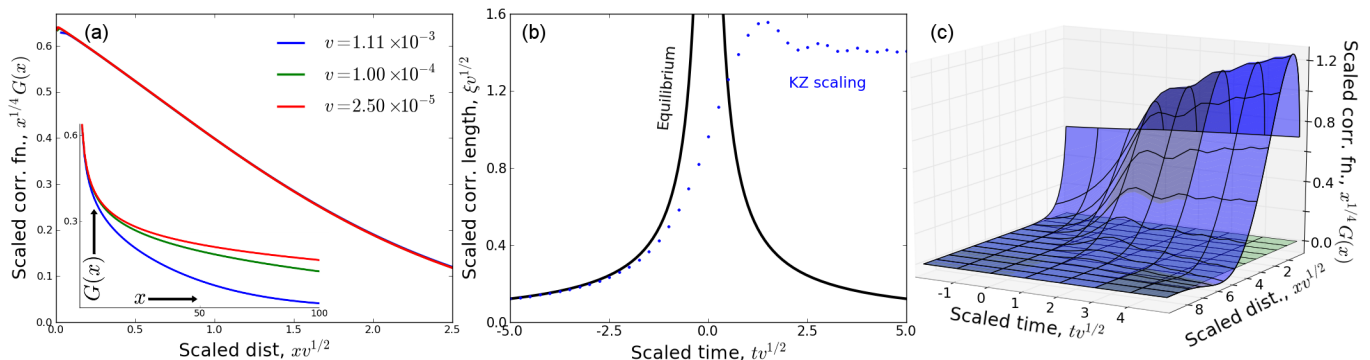 (a)
v = 1.11 ×10⁻³
v = 1.00 ×10⁻⁴
v = 2.50 ×10⁻⁵
Scaled corr. fn., x^{1/4} G(x)
0.6
0.5
0.4
0.3
0.2
0.1
0.0
0.6
0.3
G(x)
x
50
100
0.0
0.5
1.0
1.5
2.0
2.5
Scaled dist, xv^{1/2}
(b)
Equilibrium
KZ scaling
Scaled corr. length, ξv^{1/2}
1.6
1.2
0.8
0.4
0.0
-5.0
-2.5
0.0
2.5
5.0
Scaled time, tv^{1/2}
(c)
Scaled corr. fn., x^{1/4} G(x)
1.2
0.8
0.4
0.0
-1
0
1
2
3
4
Scaled time, tv^{1/2}
8
6
4
2
Scaled dist., xv^{1/2}